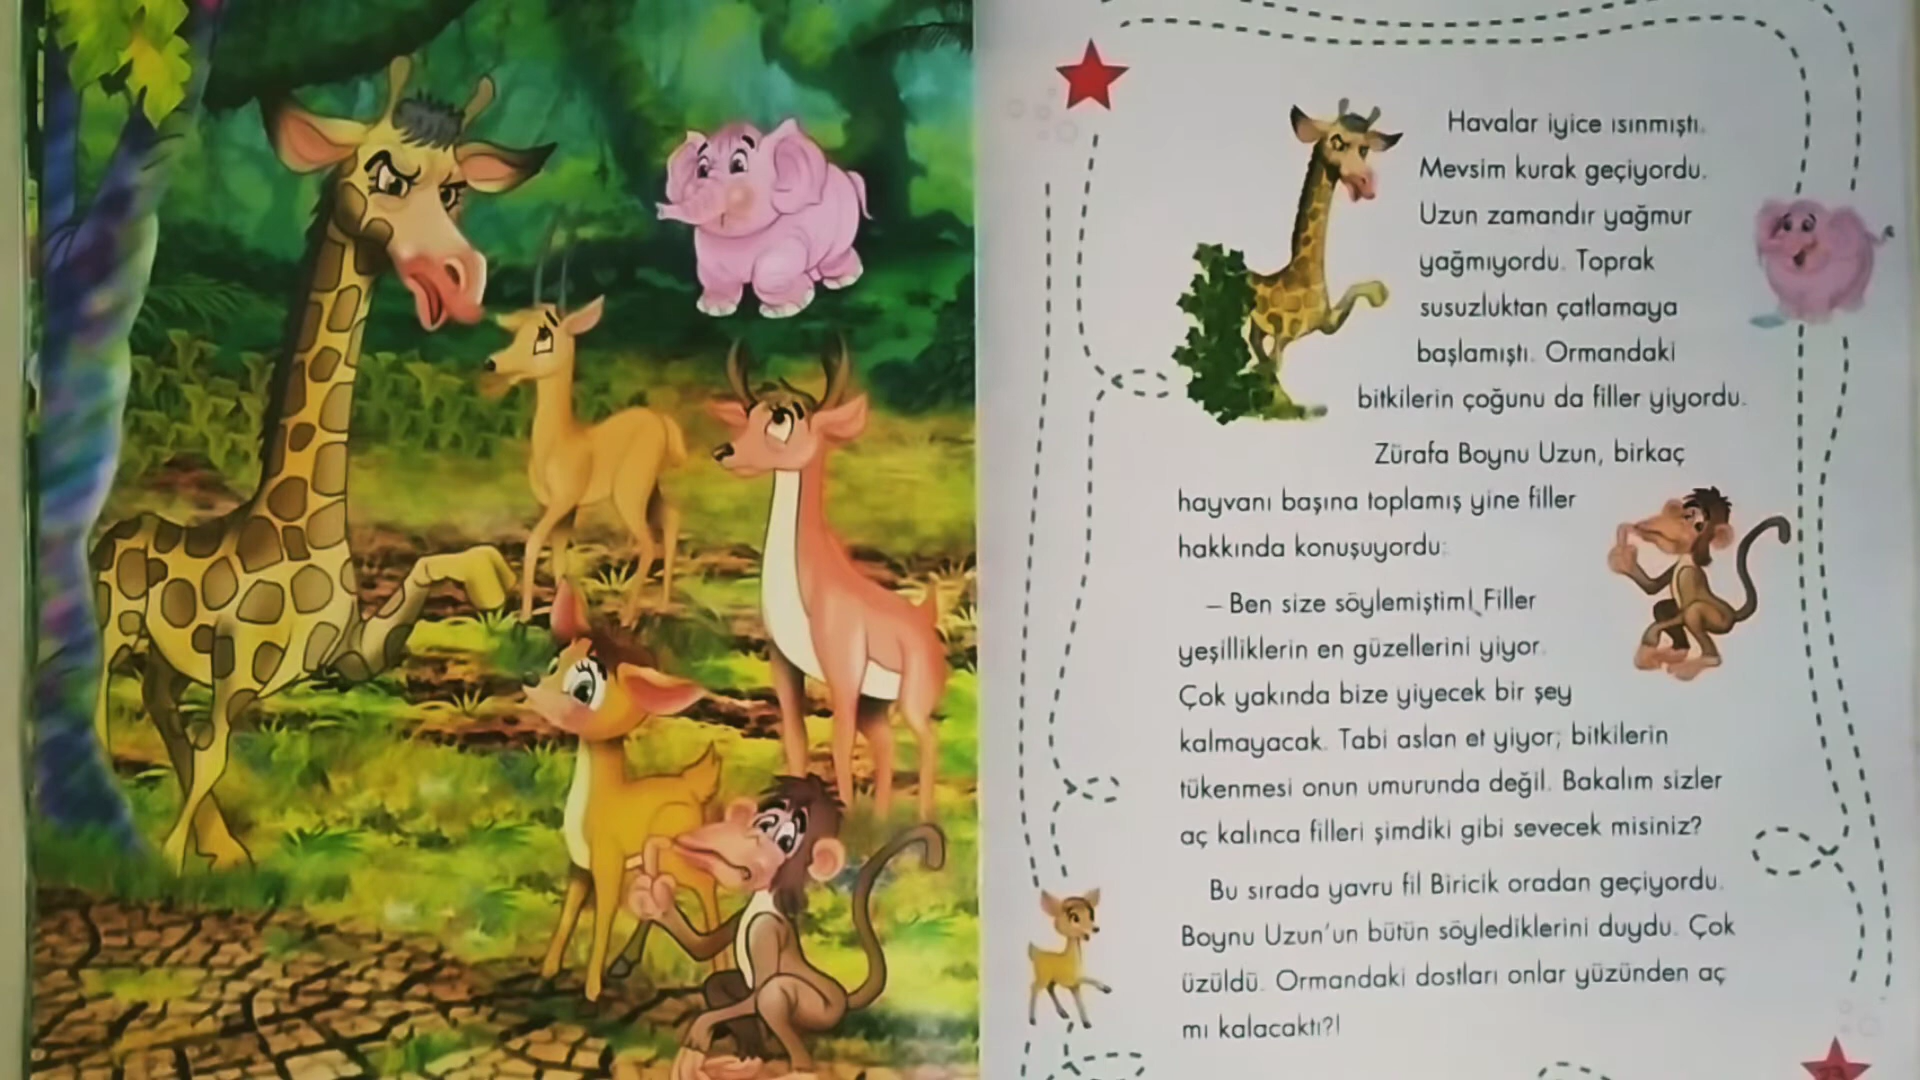 Havalar iyice ısınmıştı.
Mevsim kurak geçiyordu.
Uzun zamandır yağmur
yağmıyordu. Toprak
susuzluktan çatlamaya
başlamıştı. Ormandaki
bitkilerin çoğunu da filler yiyordu.
Zürafa Boynu Uzun, birkaç
hayvanı başına toplamış yine filler
hakkında konuşuyordu:
– Ben size söylemiştim! Filler
yeşilliklerin en güzellerini yiyor.
Çok yakında bize yiyecek bir şey
kalmayacak. Tabi aslan et yiyor; bitkilerin
tükenmesi onun umurunda değil. Bakalım sizler
aç kalınca filleri şimdiki gibi sevecek misiniz?
Bu sırada yavru fil Biricik oradan geçiyordu.
Boynu Uzun'un bütün söylediklerini duydu. Çok
üzüldü. Ormandaki dostları onlar yüzünden aç
mı kalacaktı?!